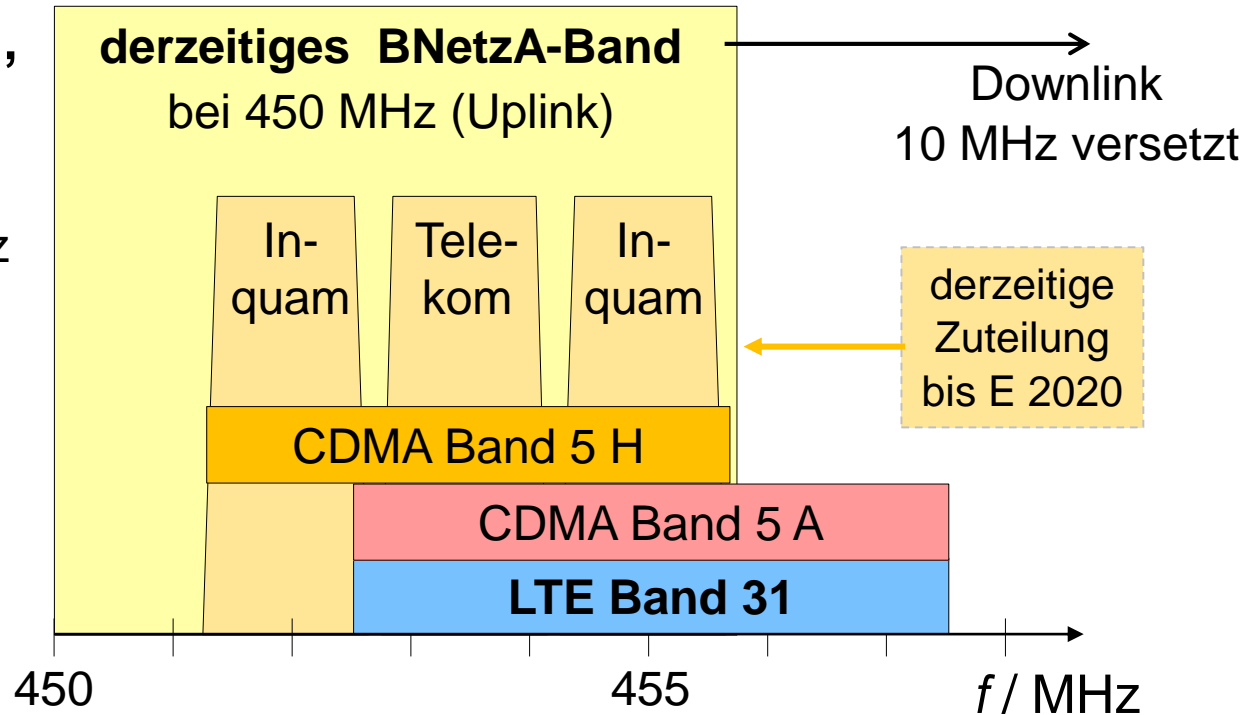 ,
derzeitiges BNetzA-Band
bei 450 MHz (Uplink)
Downlink
10 MHz versetzt
z
In-
quam
Tele-
kom
In-
quam
derzeitige
Zuteilung
bis E 2020
CDMA Band 5 H
CDMA Band 5 A
LTE Band 31
450
455
f / MHz